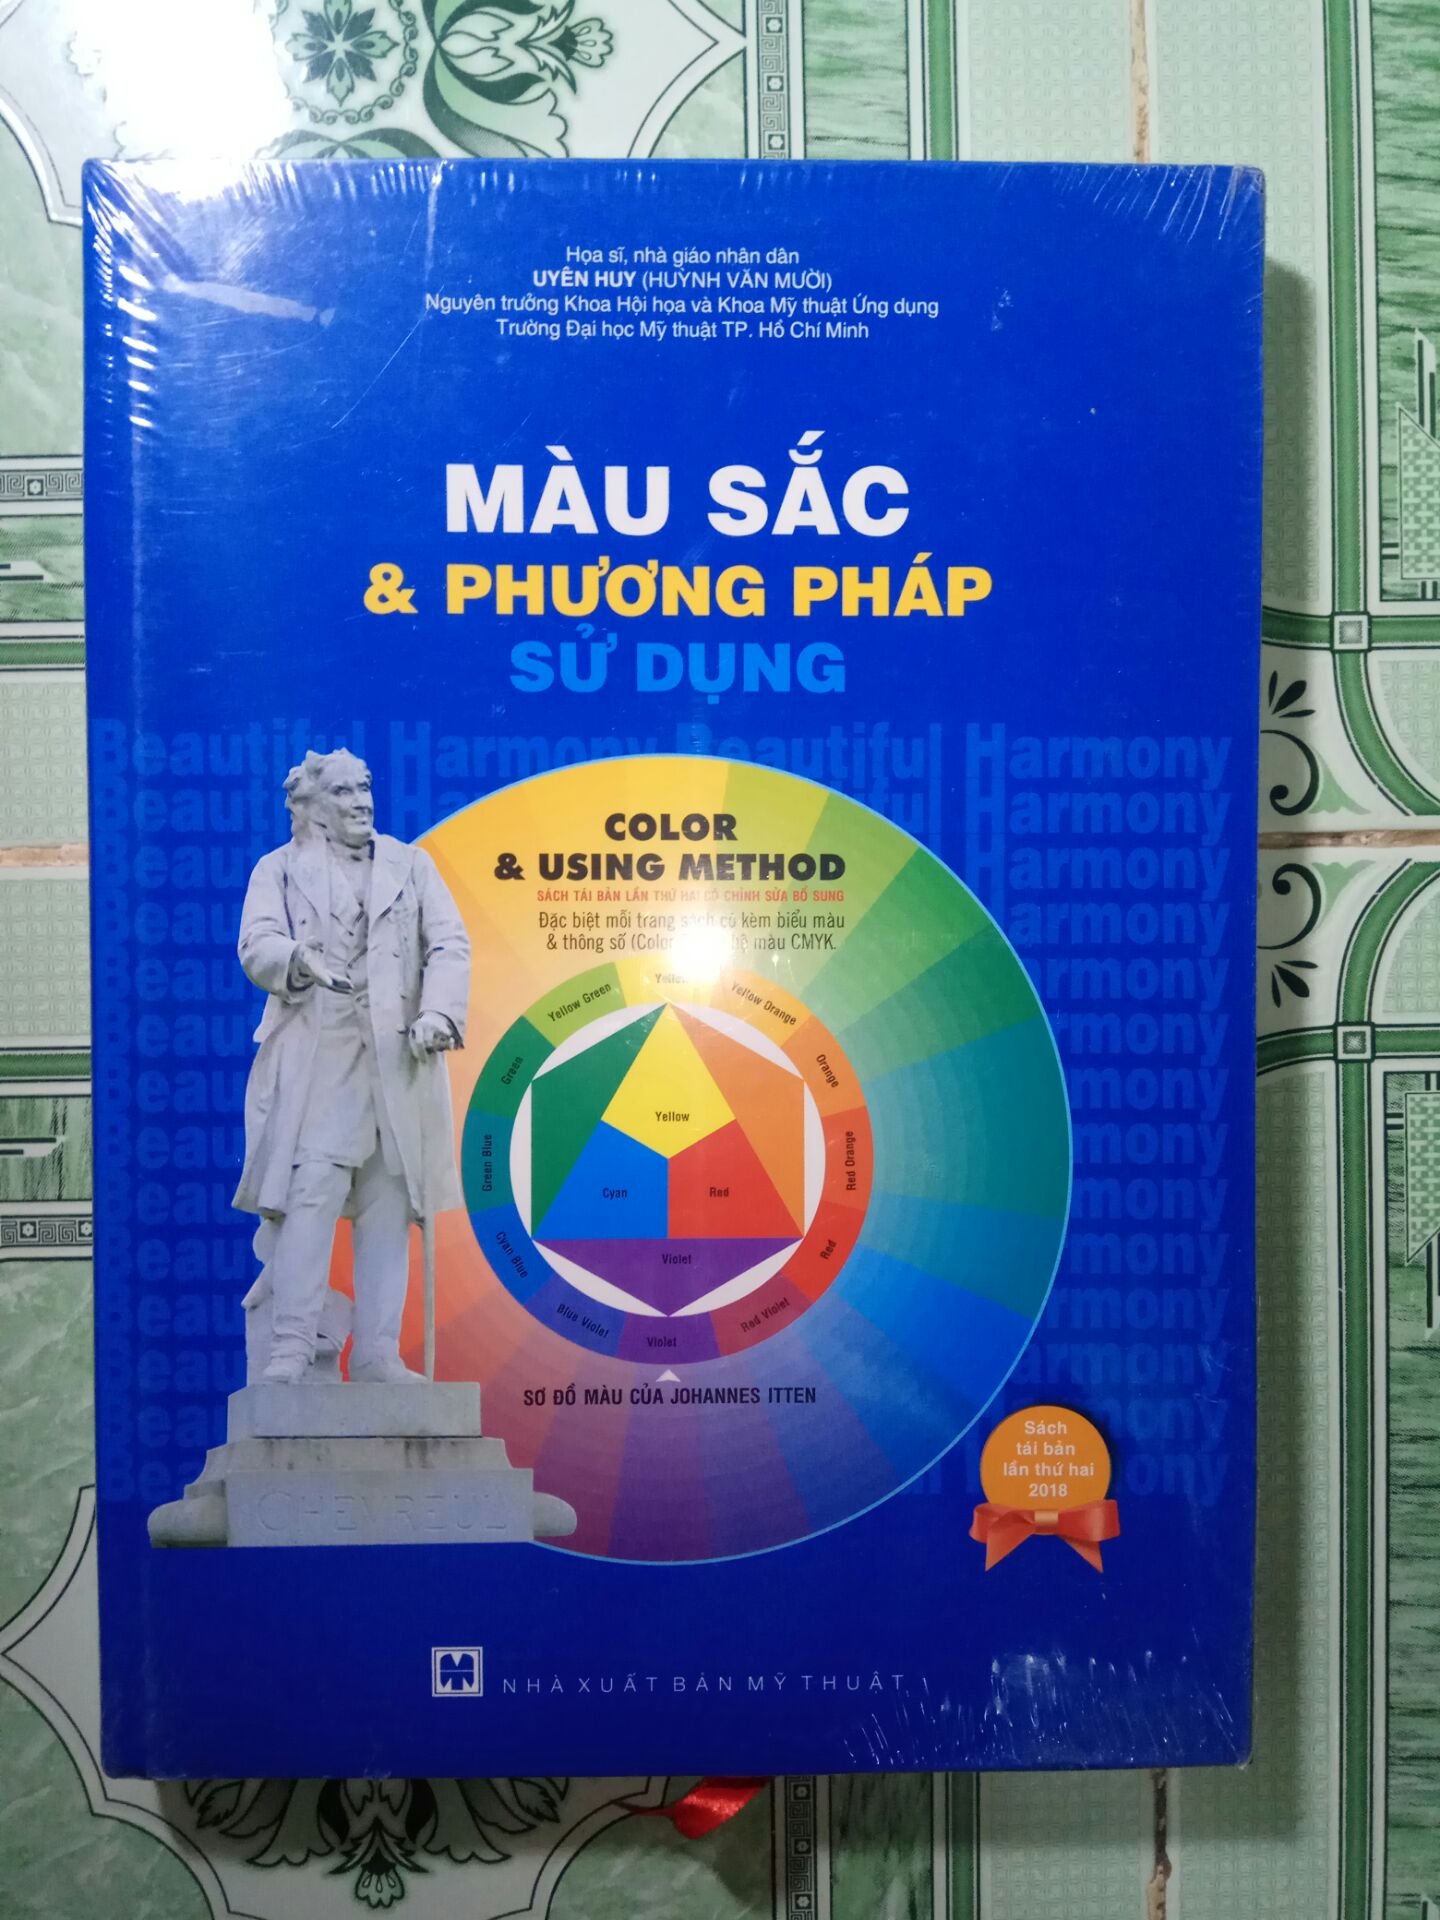 Họa sĩ, nhà giáo nhân dân
UYÊN HUY (HUỲNH VĂN MƯỜI)
Nguyên trưởng Khoa Hội họa và Khoa Mỹ thuật Ứng dụng
Trường Đại học Mỹ thuật TP. Hồ Chí Minh
MÀU SẮC
& PHƯƠNG PHÁP
SỬ DỤNG
Beautiful Harmony Beautiful Harmony
COLOR
& USING METHOD
SÁCH TÁI BẢN LẦN THỨ HAI CÓ CHỈNH SỬA BỔ SUNG
Đặc biệt mỗi trang sách có kèm biểu màu
& thông số (Color hệ màu CMYK.
Yellow
Yellow Green
Yellow Orange
Green
Orange
Yellow
Green Blue
Red Orange
Cyan
Red
Cyan Blue
Red
Violet
Blue Violet
Red Violet
Violet
SƠ ĐỒ MÀU CỦA JOHANNES ITTEN
CHEVREUL
Sách
tái bản
lần thứ hai
2018
NHÀ XUẤT BẢN MỸ THUẬT